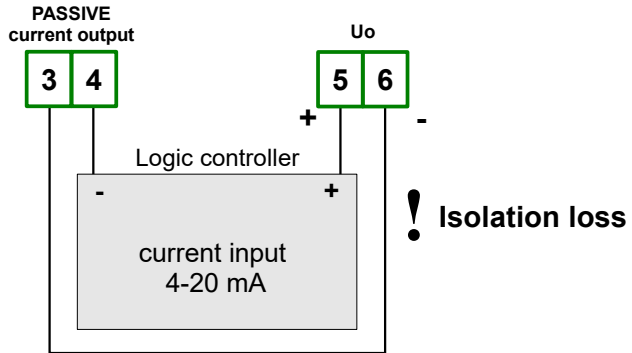 PASSIVE
current output
Uo
3 4
5 6
+ -
Logic controller
- +
! Isolation loss
current input
4-20 mA